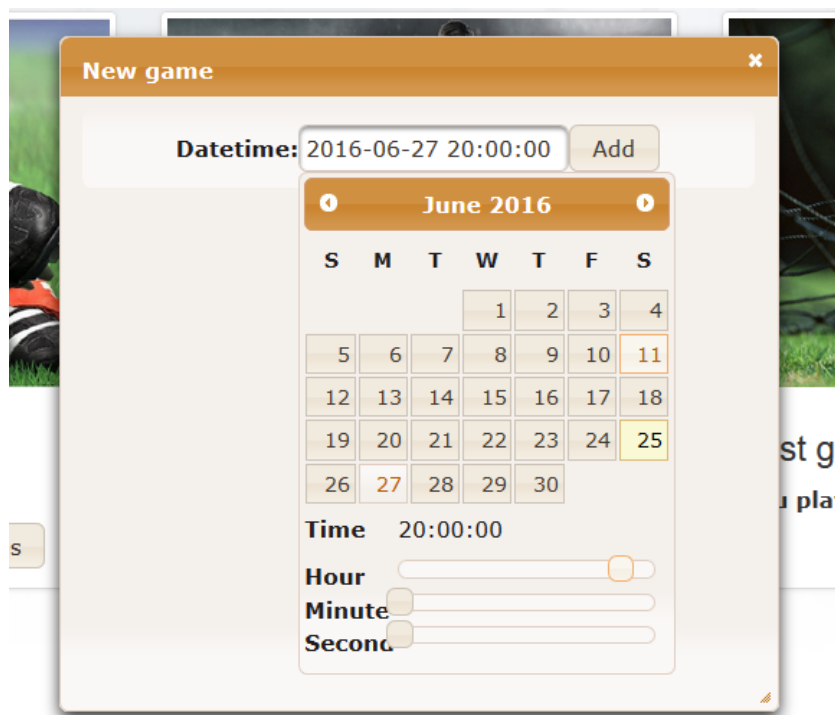 New game
Datetime: 2016-06-27 20:00:00 Add
June 2016
S M T W T F S
1 2 3 4
5 6 7 8 9 10 11
12 13 14 15 16 17 18
19 20 21 22 23 24 25
st g
26 27 28 29 30
u pla
Time 20:00:00
s
Hour
Minute
Second